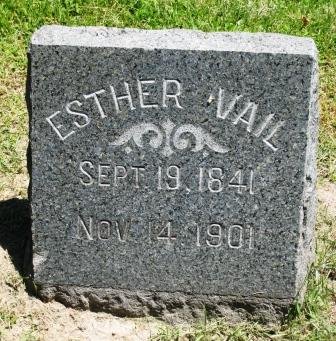 ESTHER VAIL
SEPT. 19, 1841
NOV. 14, 1901